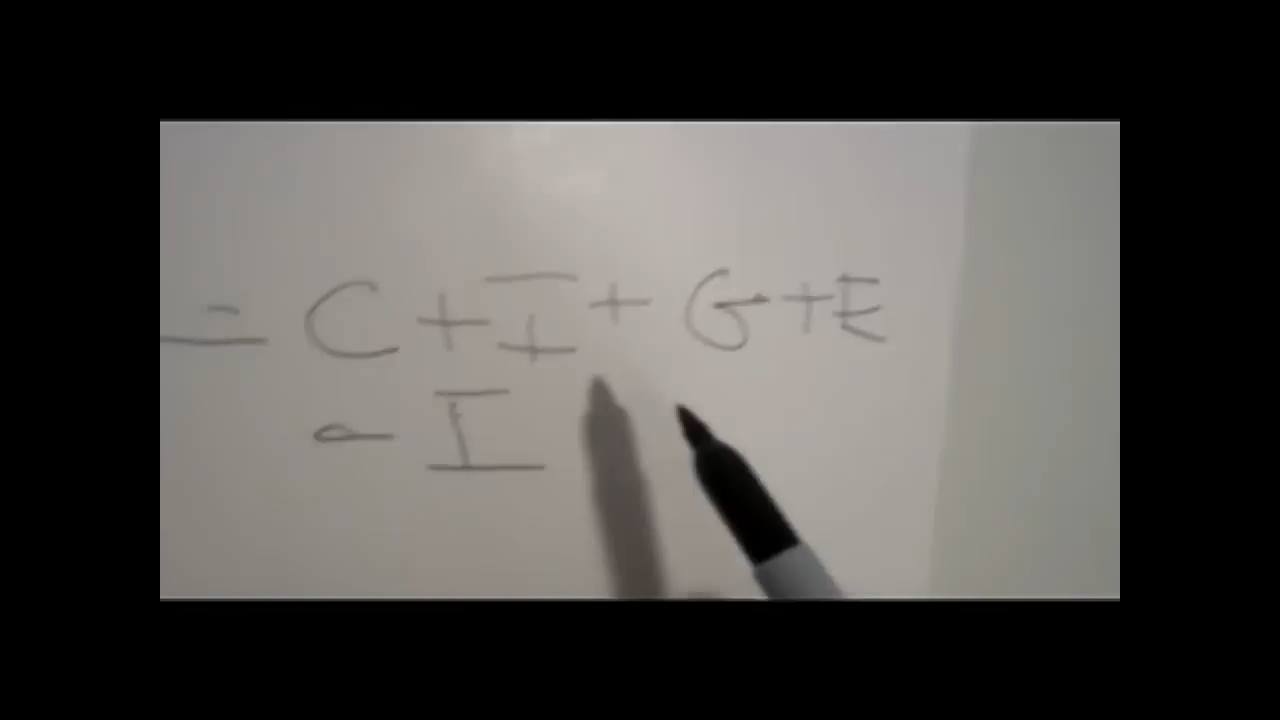 = C + I + G + E
- I